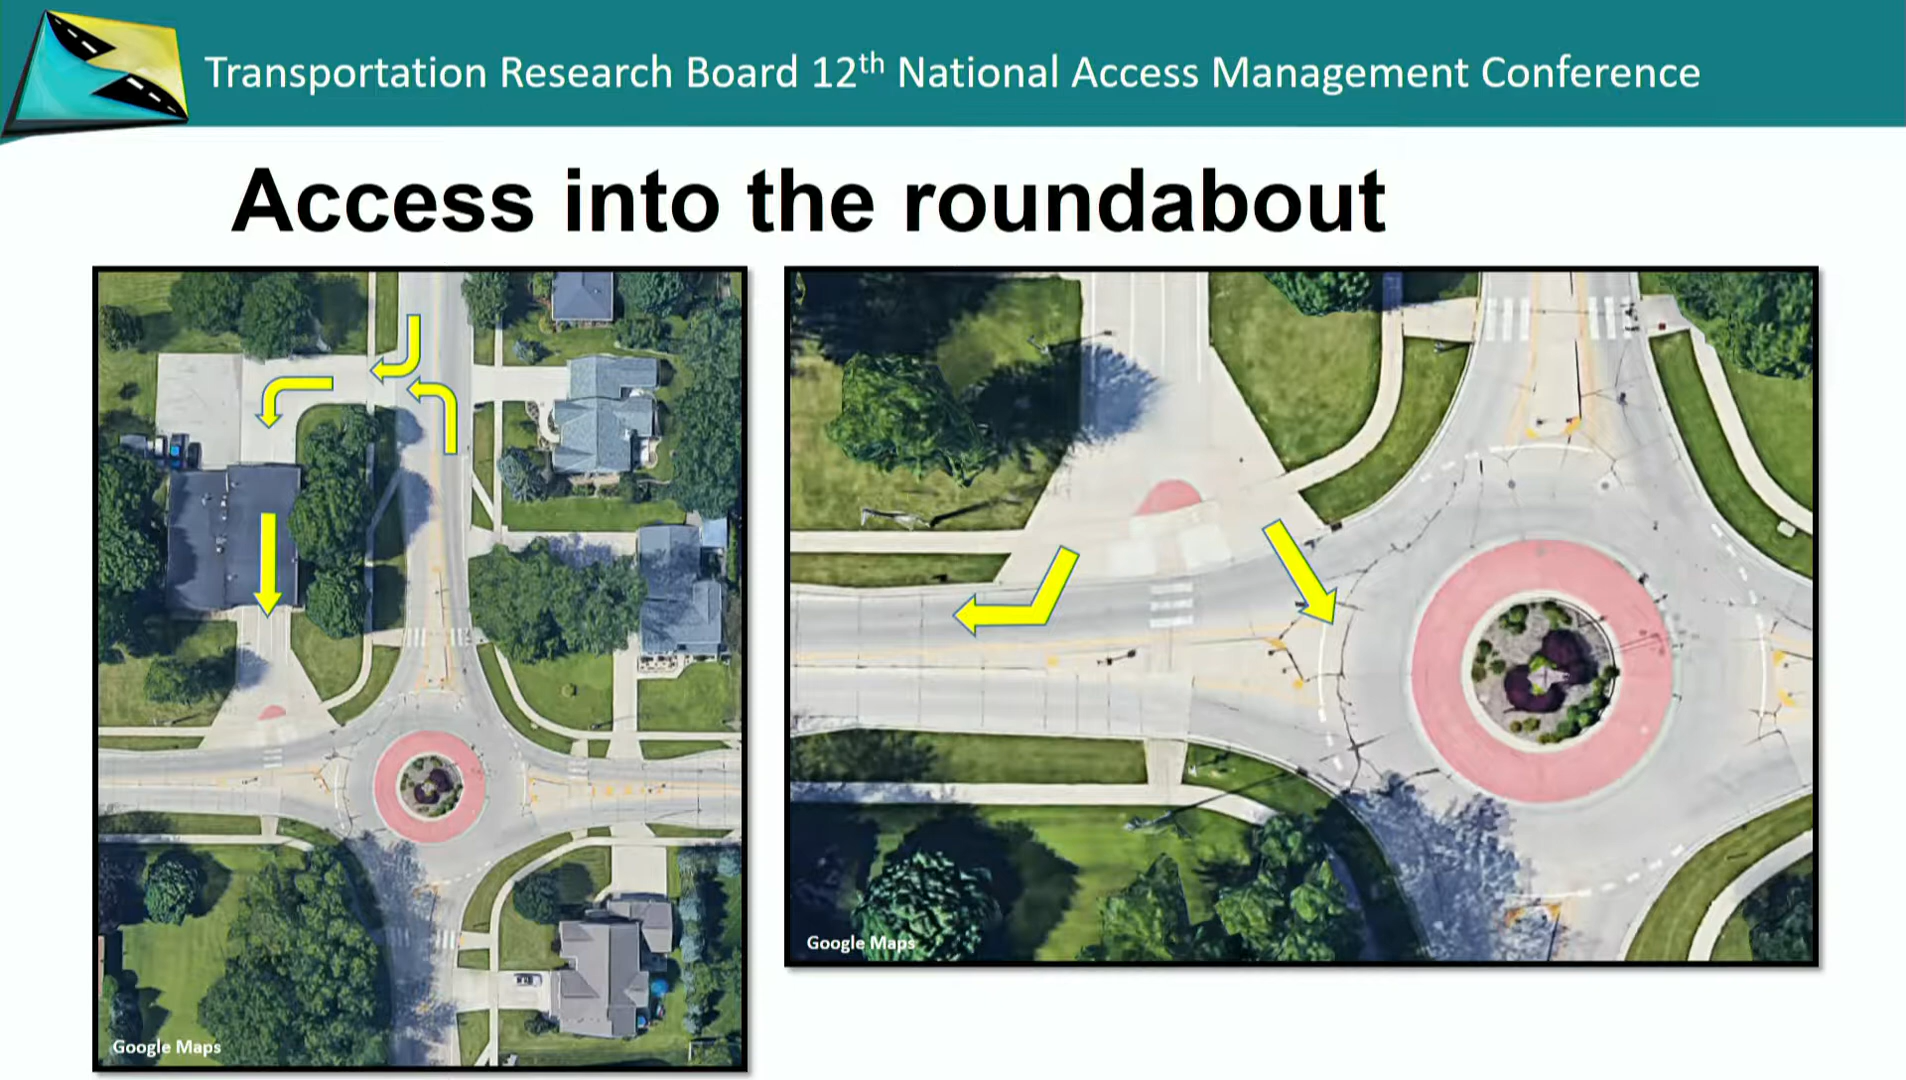 Transportation Research Board 12th National Access Management Conference
Access into the roundabout
Google Maps
Google Maps